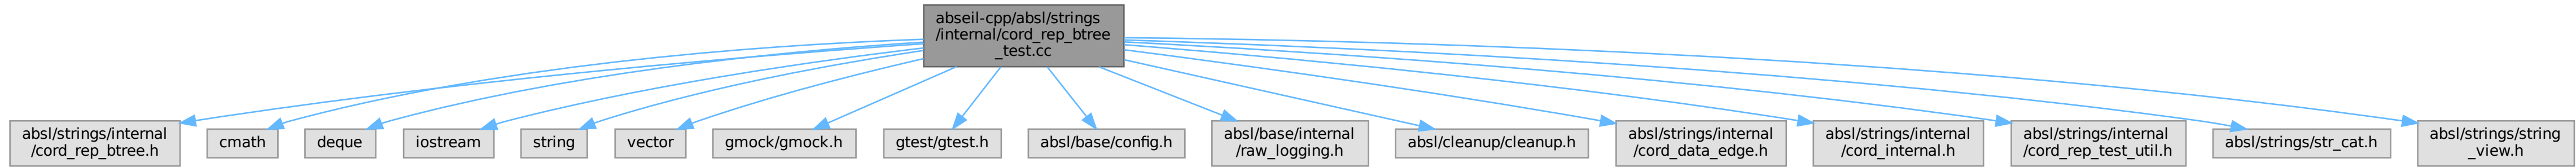 abseil-cpp/absl/strings
/internal/cord_rep_btree
_test.cc
absl/strings/internal
/cord_rep_btree.h
cmath
deque
iostream
string
vector
gmock/gmock.h
gtest/gtest.h
absl/base/config.h
absl/base/internal
/raw_logging.h
absl/cleanup/cleanup.h
absl/strings/internal
/cord_data_edge.h
absl/strings/internal
/cord_internal.h
absl/strings/internal
/cord_rep_test_util.h
absl/strings/str_cat.h
absl/strings/string
_view.h